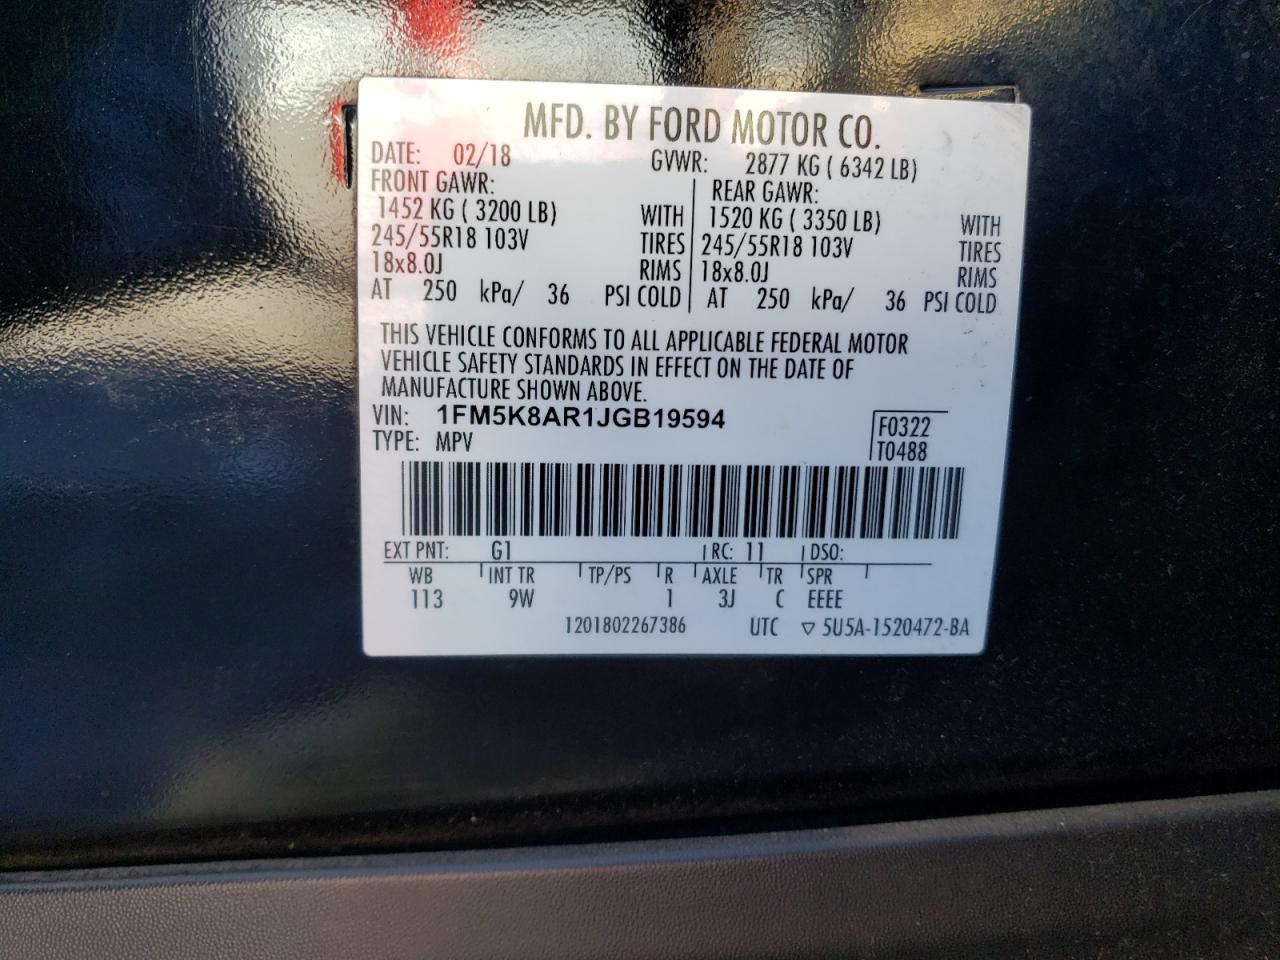 MFD. BY FORD MOTOR CO.
DATE: 02/18 GVWR: 2877 KG ( 6342 LB)
FRONT GAWR: REAR GAWR:
1452 KG ( 3200 LB) WITH 1520 KG ( 3350 LB) WITH
245/55R18 103V TIRES 245/55R18 103V TIRES
18x8.0J RIMS 18x8.0J RIMS
AT 250 kPa/ 36 PSI COLD AT 250 kPa/ 36 PSI COLD
THIS VEHICLE CONFORMS TO ALL APPLICABLE FEDERAL MOTOR
VEHICLE SAFETY STANDARDS IN EFFECT ON THE DATE OF
MANUFACTURE SHOWN ABOVE.
VIN: 1FM5K8AR1JGB19594 F0322
TYPE: MPV T0488
EXT PNT: G1 RC: 11 DSO:
WB INT TR TP/PS R AXLE TR SPR
113 9W 1 3J C EEEE
1201802267386 UTC ▽ 5U5A-1520472-BA